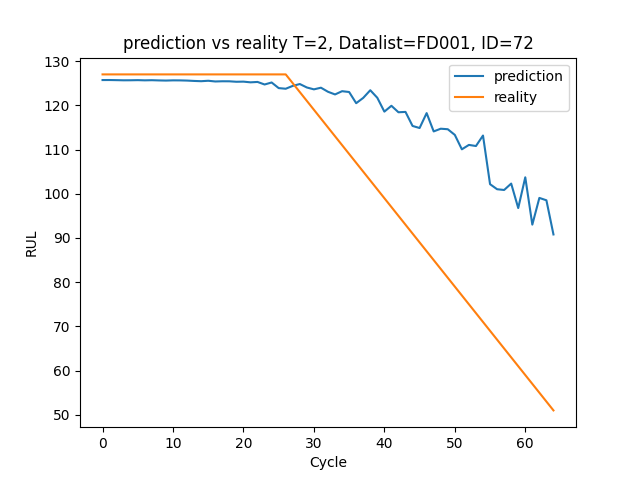 prediction vs reality T=2, Datalist=FD001, ID=72
prediction
reality
RUL
130
120
110
100
90
80
70
60
50
0 10 20 30 40 50 60
Cycle